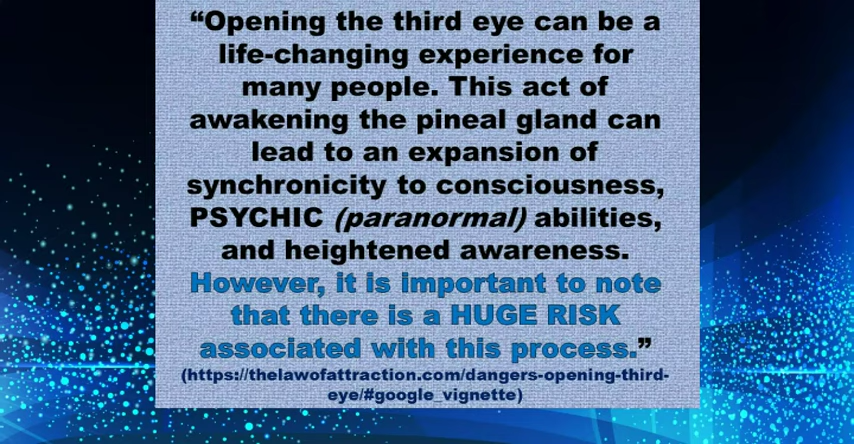 “Opening the third eye can be a
life-changing experience for
many people. This act of
awakening the pineal gland can
lead to an expansion of
synchronicity to consciousness,
PSYCHIC (paranormal) abilities,
and heightened awareness.
However, it is important to note
that there is a HUGE RISK
associated with this process.”
(https://thelawofattraction.com/dangers-opening-third-
eye/#google_vignette)